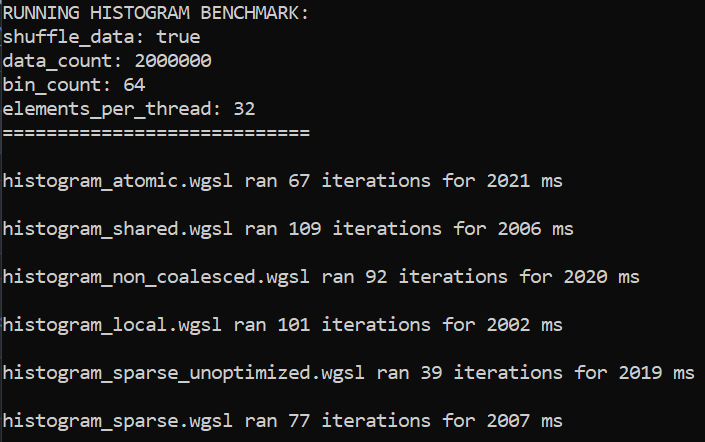 RUNNING HISTOGRAM BENCHMARK:
shuffle_data: true
data_count: 2000000
bin_count: 64
elements_per_thread: 32
============================
histogram_atomic.wgsl ran 67 iterations for 2021 ms
histogram_shared.wgsl ran 109 iterations for 2006 ms
histogram_non_coalesced.wgsl ran 92 iterations for 2020 ms
histogram_local.wgsl ran 101 iterations for 2002 ms
histogram_sparse_unoptimized.wgsl ran 39 iterations for 2019 ms
histogram_sparse.wgsl ran 77 iterations for 2007 ms